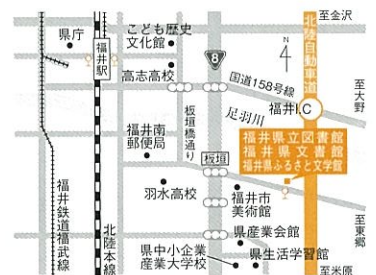 至金沢
県庁
こども歴史
文化館
福井駅
N
4
8
北陸自動車道
高志高校
国道158号線
至大野
足羽川
福井I.C
板垣橋通り
福井南
郵便局
板垣
福井県立図書館
福井県文書館
福井県ふるさと文学館
羽水高校
福井市
美術館
至東郷
福井鉄道福武線
北陸本線
県産業会館
県中小企業
産業大学校
県生活学習館
至米原